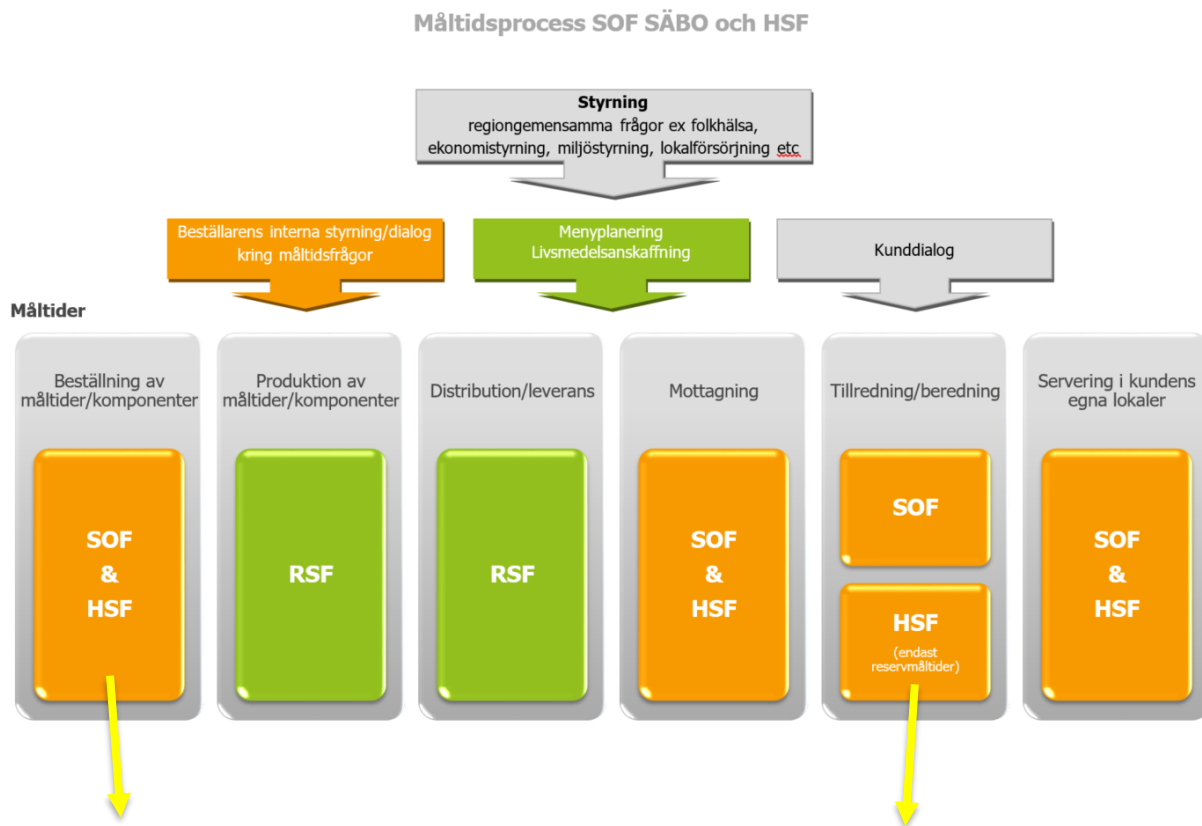 Måltidsprocess SOF SÄBO och HSF
Styrning
regiongemensamma frågor ex folkhälsa,
ekonomistyrning, miljöstyrning, lokalförsörjning etc
Beställarens interna styrning/dialog
kring måltidsfrågor
Menyplanering
Livsmedelsanskaffning
Kunddialog
Måltider
Beställning av
måltider/komponenter
SOF
&
HSF
Produktion av
måltider/komponenter
RSF
Distribution/leverans
RSF
Mottagning
SOF
&
HSF
Tillredning/beredning
SOF
HSF
(endast
reservmåltider)
Servering i kundens
egna lokaler
SOF
&
HSF